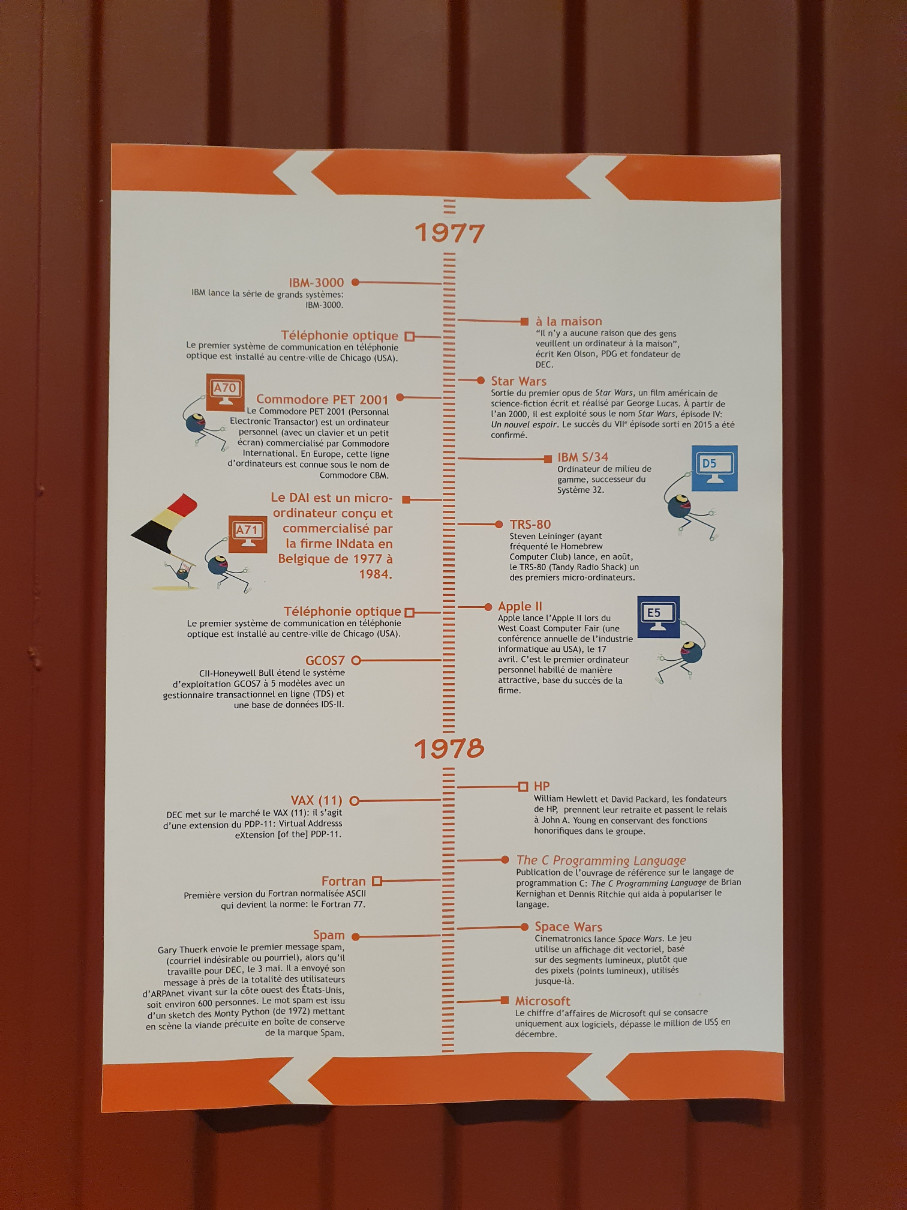 1977
IBM-3000
IBM lance la série de grands systèmes:
IBM-3000.
à la maison
"Il n'y a aucune raison que des gens
veuillent un ordinateur à la maison",
écrit Ken Olson, PDG et fondateur de
DEC.
Téléphonie optique
Le premier système de communication en téléphonie
optique est installé au centre-ville de Chicago (USA).
Star Wars
Sortie du premier opus de Star Wars, un film américain de
science-fiction écrit et réalisé par George Lucas. À partir de
l'an 2000, il est exploité sous le nom Star Wars, épisode IV:
Un nouvel espoir. Le succès du VIIᵉ épisode sorti en 2015 a été
confirmé.
A70
Commodore PET 2001
Le Commodore PET 2001 (Personnal
Electronic Transactor) est un ordinateur
personnel (avec un clavier et un petit
écran) commercialisé par Commodore
International. En Europe, cette ligne
d'ordinateurs est connue sous le nom de
Commodore CBM.
IBM S/34
Ordinateur de milieu de
gamme, successeur du
Système 32.
D5
Le DAI est un micro-
ordinateur conçu et
commercialisé par
la firme INdata en
Belgique de 1977 à
1984.
A71
TRS-80
Steven Leininger (ayant
fréquenté le Homebrew
Computer Club) lance, en août,
le TRS-80 (Tandy Radio Shack) un
des premiers micro-ordinateurs.
Téléphonie optique
Le premier système de communication en téléphonie
optique est installé au centre-ville de Chicago (USA).
Apple II
Apple lance l'Apple II lors du
West Coast Computer Fair (une
conférence annuelle de l'industrie
informatique au USA), le 17
avril. C'est le premier ordinateur
personnel habillé de manière
attractive, base du succès de la
firme.
E5
GCOS7
CII-Honeywell Bull étend le système
d'exploitation GCOS7 à 5 modèles avec un
gestionnaire transactionnel en ligne (TDS) et
une base de données IDS-II.
1978
HP
William Hewlett et David Packard, les fondateurs
de HP, prennent leur retraite et passent le relais
à John A. Young en conservant des fonctions
honorifiques dans le groupe.
VAX (11)
DEC met sur le marché le VAX (11): il s'agit
d'une extension du PDP-11: Virtual Addresss
eXtension [of the] PDP-11.
The C Programming Language
Publication de l'ouvrage de référence sur le langage de
programmation C: The C Programming Language de Brian
Kernighan et Dennis Ritchie qui aida à populariser le
langage.
Fortran
Première version du Fortran normalisée ASCII
qui devient la norme: le Fortran 77.
Space Wars
Cinematronics lance Space Wars. Le jeu
utilise un affichage dit vectoriel, basé
sur des segments lumineux, plutôt que
des pixels (points lumineux), utilisés
jusque-là.
Spam
Gary Thuerk envoie le premier message spam,
(courriel indésirable ou pourriel), alors qu'il
travaille pour DEC, le 3 mai. Il a envoyé son
message à près de la totalité des utilisateurs
d'ARPAnet vivant sur la côte ouest des États-Unis,
soit environ 600 personnes. Le mot spam est issu
d'un sketch des Monty Python (de 1972) mettant
en scène la viande précuite en boîte de conserve
de la marque Spam.
Microsoft
Le chiffre d'affaires de Microsoft qui se consacre
uniquement aux logiciels, dépasse le million de US$ en
décembre.